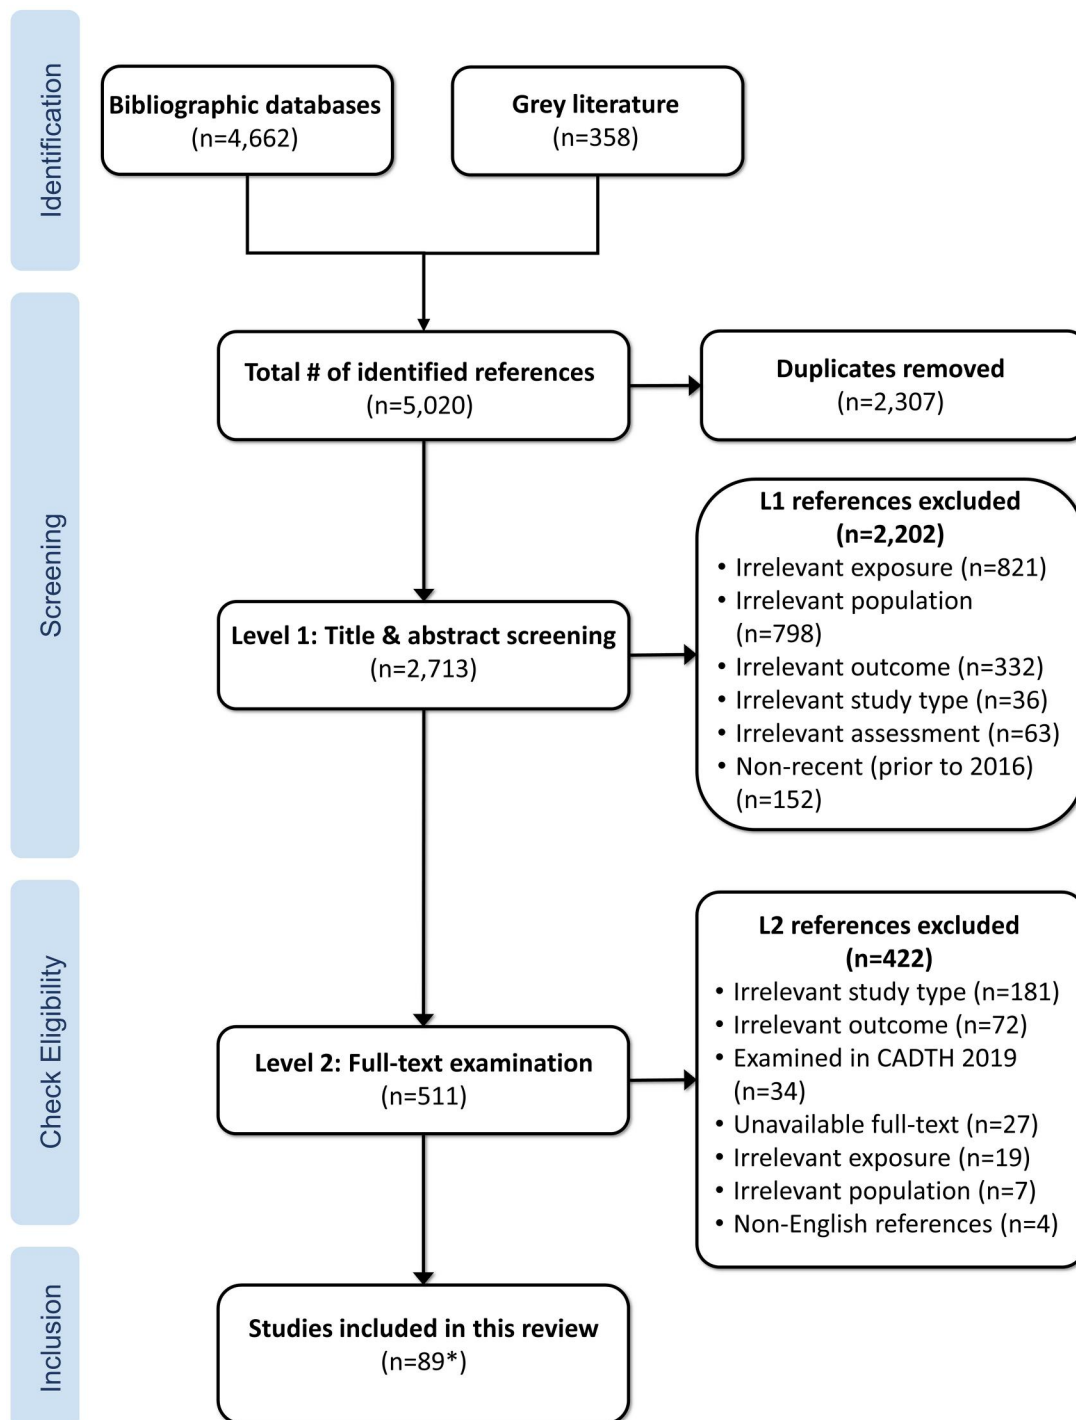 Identification
Bibliographic databases
(n=4,662)
Grey literature
(n=358)
Screening
Total # of identified references
(n=5,020)
Duplicates removed
(n=2,307)
Level 1: Title & abstract screening
(n=2,713)
L1 references excluded
(n=2,202)
• Irrelevant exposure (n=821)
• Irrelevant population
(n=798)
• Irrelevant outcome (n=332)
• Irrelevant study type (n=36)
• Irrelevant assessment (n=63)
• Non-recent (prior to 2016)
(n=152)
Check Eligibility
Level 2: Full-text examination
(n=511)
L2 references excluded
(n=422)
• Irrelevant study type (n=181)
• Irrelevant outcome (n=72)
• Examined in CADTH 2019
(n=34)
• Unavailable full-text (n=27)
• Irrelevant exposure (n=19)
• Irrelevant population (n=7)
• Non-English references (n=4)
Inclusion
Studies included in this review
(n=89*)